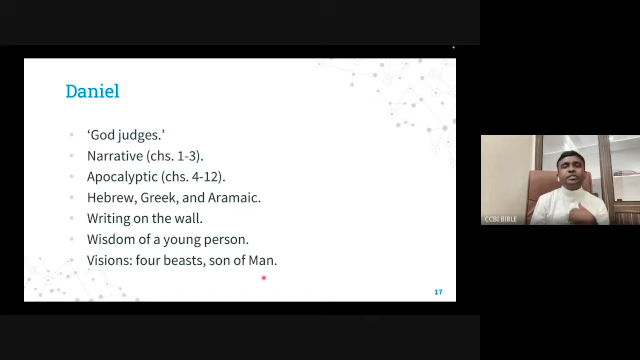 Daniel
‘God judges.’
Narrative (chs. 1-3).
Apocalyptic (chs. 4-12).
Hebrew, Greek, and Aramaic.
Writing on the wall.
Wisdom of a young person.
Visions: four beasts, son of Man.
17
CCBI BIBLE